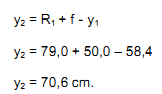 y₂ = R₁ + f - y₁
y₂ = 79,0 + 50,0 – 58,4
y₂ = 70,6 cm.